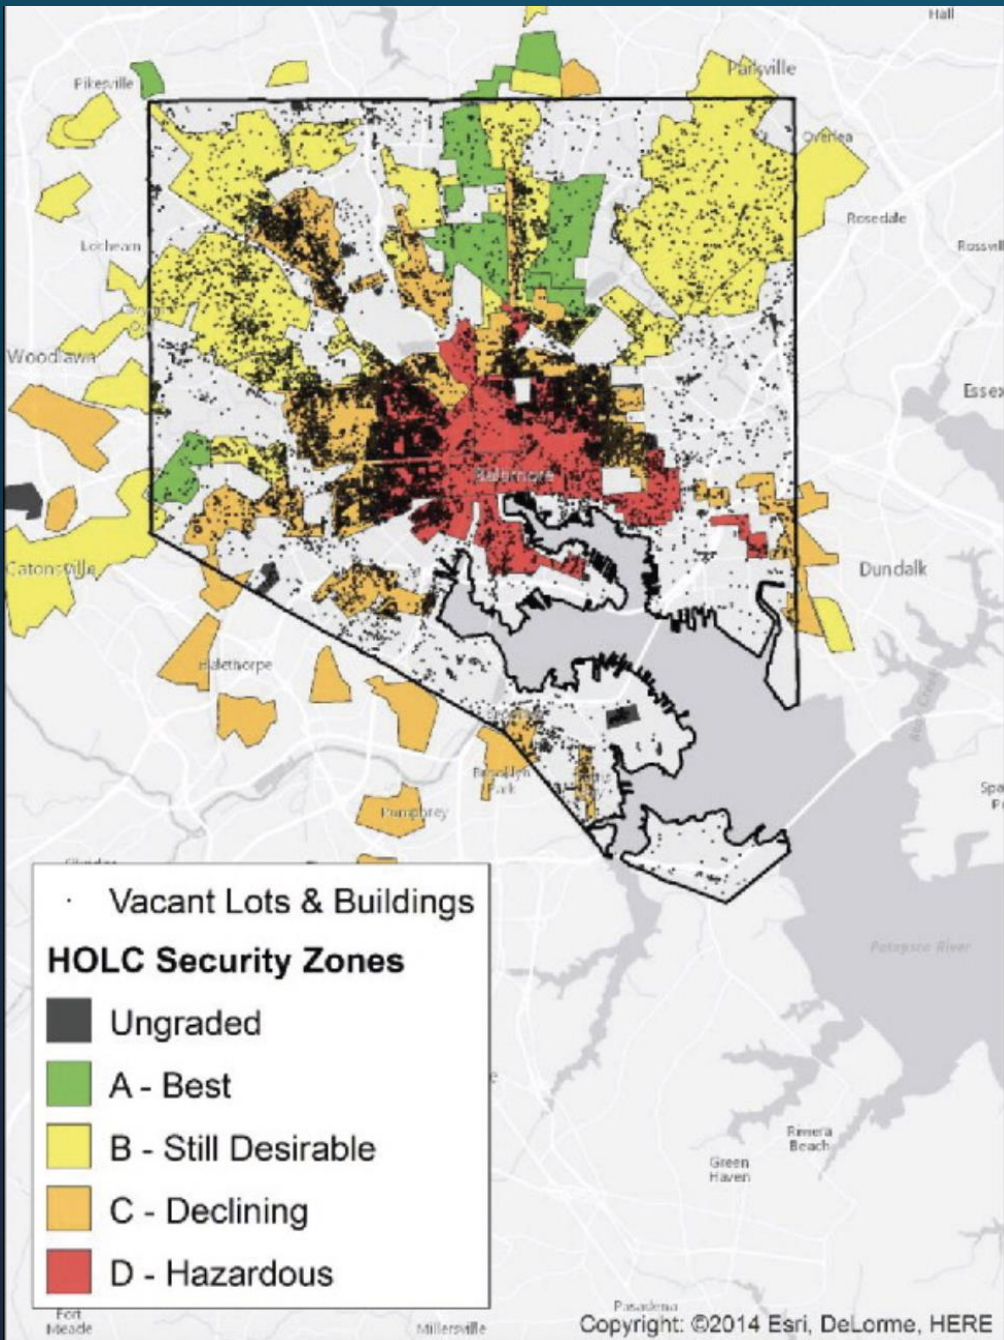 Hall
Parkville
Pikesville
Overlea
Rosedale
Lochearn
Rossvil
Woodlawn
Essex
Baltimore
Catonsville
Dundalk
Halethorpe
Brooklyn
Park
Pumphrey
Spa
P
Patapsco River
· Vacant Lots & Buildings
HOLC Security Zones
Ungraded
A - Best
B - Still Desirable
C - Declining
D - Hazardous
e
Riviera
Beach
Green
Haven
Fort
Meade
Millersville
Pasadena
Copyright: ©2014 Esri, DeLorme, HERE